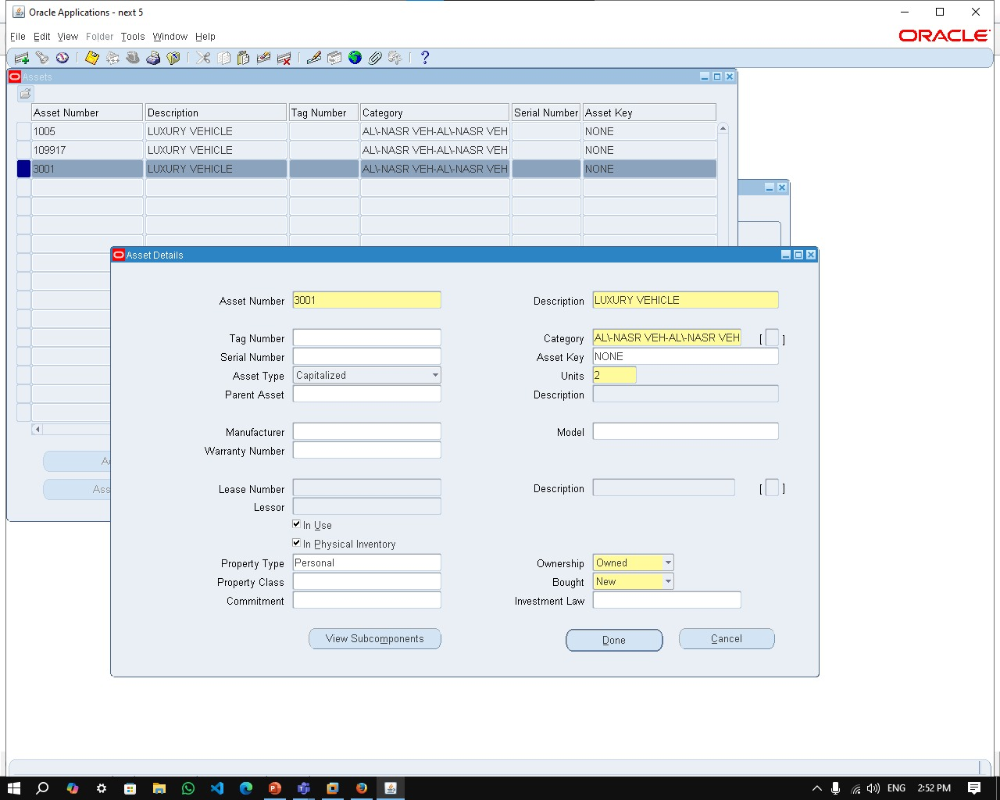 Oracle Applications - next 5
File Edit View Folder Tools Window Help
ORACLE
Assets
Asset Number Description Tag Number Category Serial Number Asset Key
1005 LUXURY VEHICLE AL\-NASR VEH-AL\-NASR VEH NONE
109917 LUXURY VEHICLE AL\-NASR VEH-AL\-NASR VEH NONE
3001 LUXURY VEHICLE AL\-NASR VEH-AL\-NASR VEH NONE
Asset Details
Asset Number 3001 Description LUXURY VEHICLE
Tag Number Category AL\-NASR VEH-AL\-NASR VEH [ ]
Serial Number Asset Key NONE
Asset Type Capitalized Units 2
Parent Asset Description
Manufacturer Model
Warranty Number
Lease Number Description [ ]
Lessor
In Use
In Physical Inventory
Property Type Personal Ownership Owned
Property Class Bought New
Commitment Investment Law
View Subcomponents Done Cancel
ENG 2:52 PM